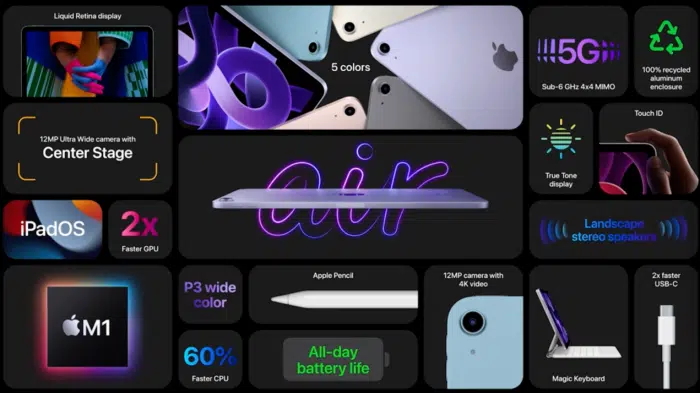 Liquid Retina display
5 colors
5G
Sub-6 GHz 4x4 MIMO
100% recycled
aluminum
enclosure
12MP Ultra Wide camera with
Center Stage
air
True Tone
display
Touch ID
iPadOS
2x
Faster GPU
Landscape
stereo speakers
M1
P3 wide
color
60%
Faster CPU
Apple Pencil
All-day
battery life
12MP camera with
4K video
Magic Keyboard
2x faster
USB-C